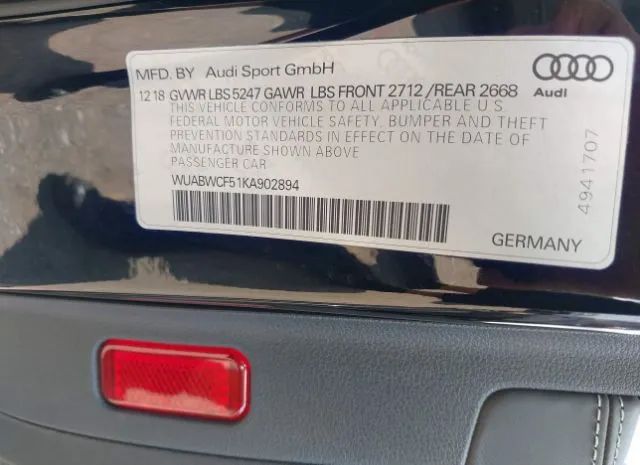 MFD. BY Audi Sport GmbH
12 18 GVWR LBS 5247 GAWR LBS FRONT 2712 /REAR 2668
THIS VEHICLE CONFORMS TO ALL APPLICABLE U.S.
FEDERAL MOTOR VEHICLE SAFETY, BUMPER AND THEFT
PREVENTION STANDARDS IN EFFECT ON THE DATE OF
MANUFACTURE SHOWN ABOVE
PASSENGER CAR
WUABWCF51KA902894
Audi
4941707
GERMANY